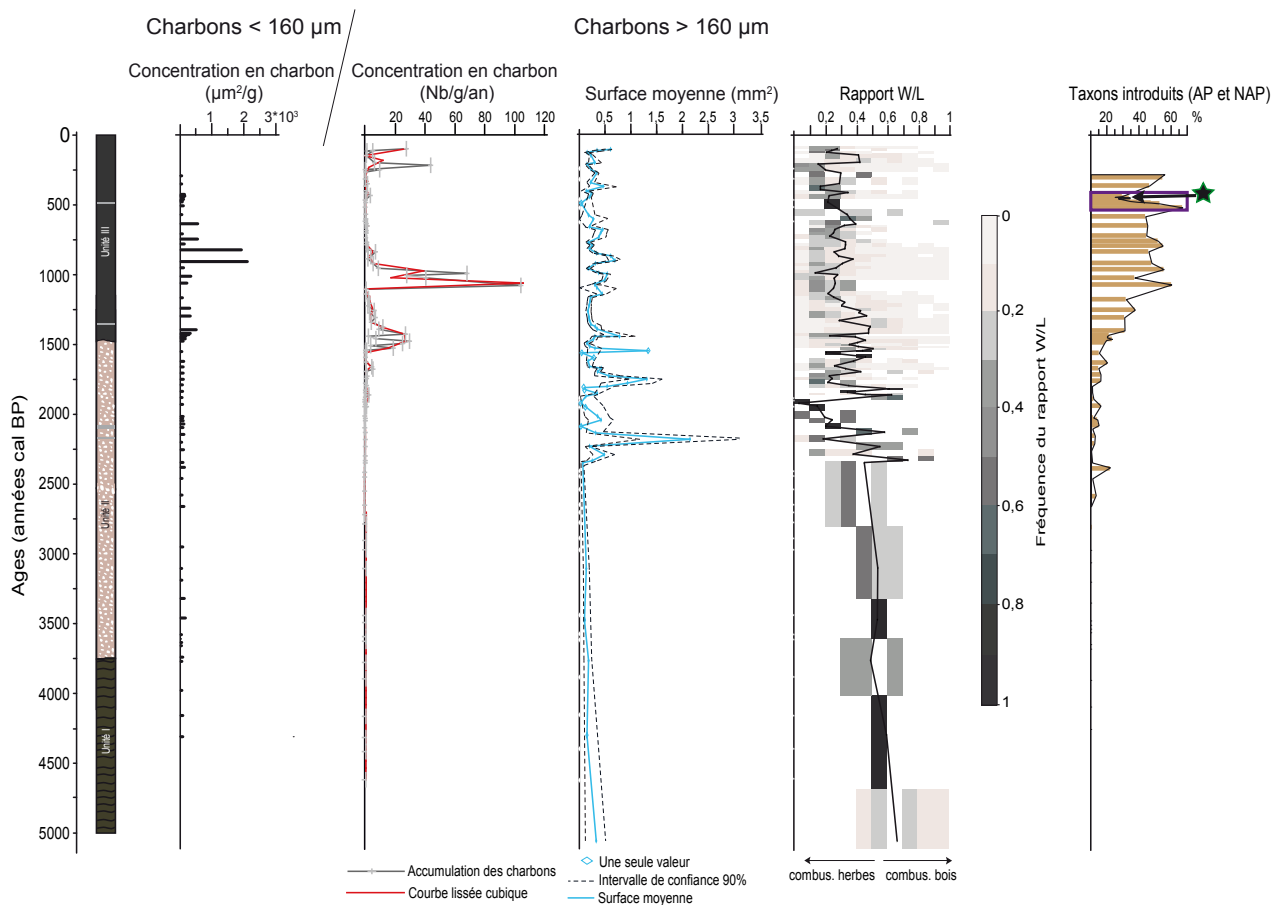 Charbons < 160 µm
Charbons > 160 µm
Concentration en charbon
(µm²/g)
Concentration en charbon
(Nb/g/an)
Surface moyenne (mm²)
Rapport W/L
Taxons introduits (AP et NAP)
0 1 2 3*10³
20 40 60 80 100 120
0,5 1 1,5 2 2,5 3 3,5
0,2 0,4 0,6 0,8 1
20 40 60 %
Ages (années cal BP)
0
500
1000
1500
2000
2500
3000
3500
4000
4500
5000
Unité III
Unité II
Unité I
Fréquence du rapport W/L
0
0,2
0,4
0,6
0,8
1
Accumulation des charbons
Courbe lissée cubique
Une seule valeur
Intervalle de confiance 90%
Surface moyenne
combus. herbes
combus. bois